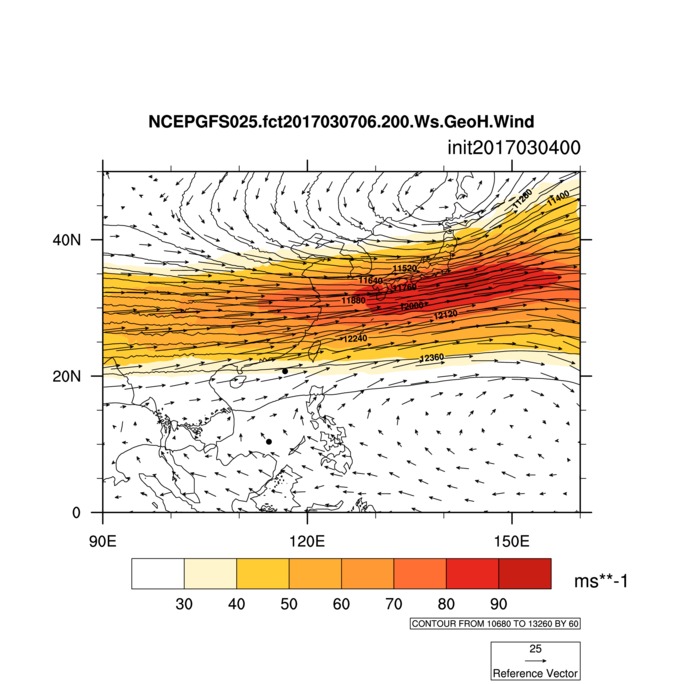 NCEPGFS025.fct2017030706.200.Ws.GeoH.Wind
init2017030400
11280
11400
40N
11520
11640
11760
11880
12000
12120
12240
12360
20N
0
90E 120E 150E
ms**-1
30 40 50 60 70 80 90
CONTOUR FROM 10680 TO 13260 BY 60
25
Reference Vector